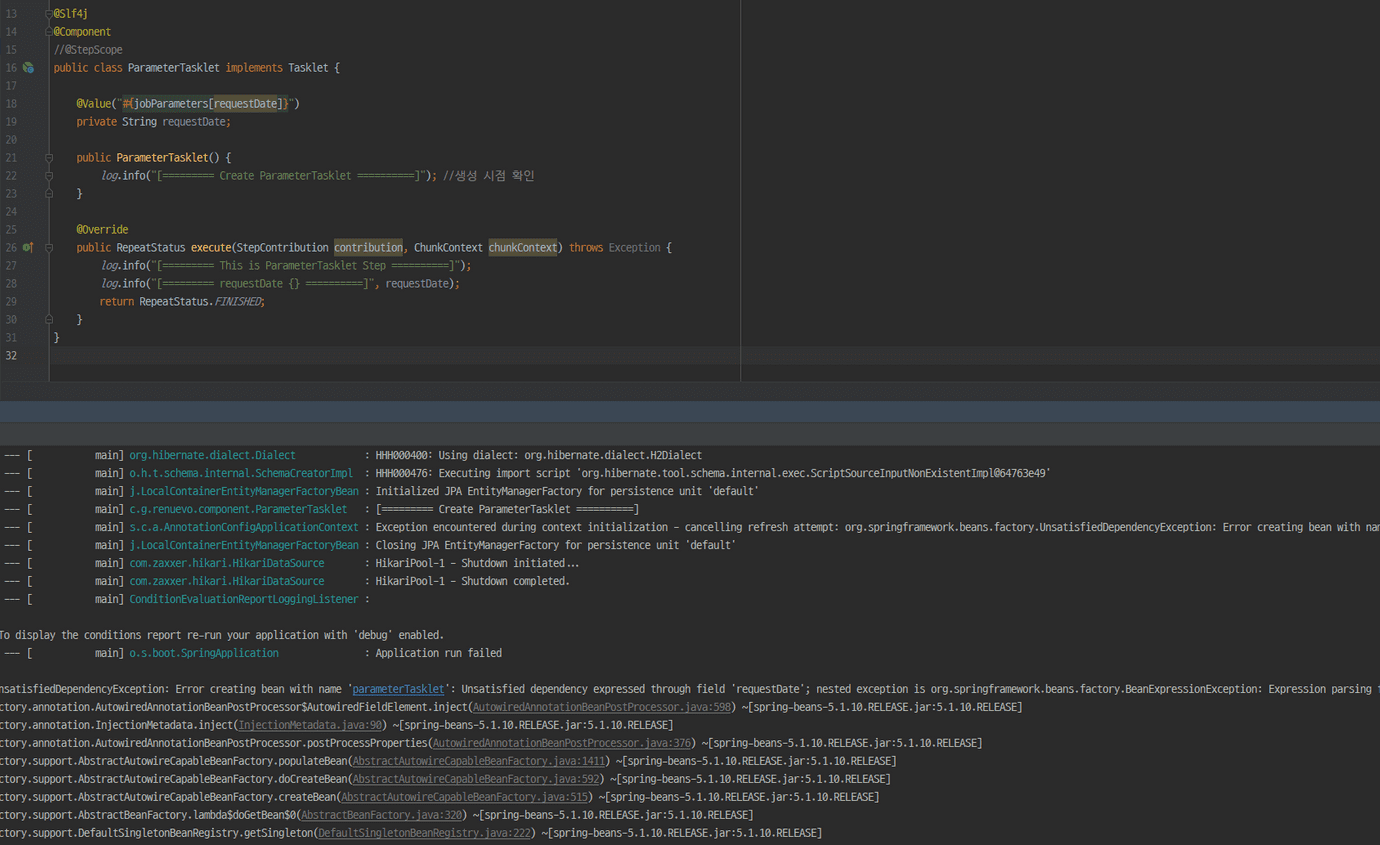 13 @Slf4j
14 @Component
15 //@StepScope
16 public class ParameterTasklet implements Tasklet {
17
18 @Value("#{jobParameters[requestDate]}")
19 private String requestDate;
20
21 public ParameterTasklet() {
22 log.info("[========= Create ParameterTasklet ==========]"); //생성 시점 확인
23 }
24
25 @Override
26 public RepeatStatus execute(StepContribution contribution, ChunkContext chunkContext) throws Exception {
27 log.info("[========= This is ParameterTasklet Step ==========]");
28 log.info("[========= requestDate {} ==========]", requestDate);
29 return RepeatStatus.FINISHED;
30 }
31 }
32
--- [ main] org.hibernate.dialect.Dialect : HHH000400: Using dialect: org.hibernate.dialect.H2Dialect
--- [ main] o.h.t.schema.internal.SchemaCreatorImpl : HHH000476: Executing import script 'org.hibernate.tool.schema.internal.exec.ScriptSourceInputNonExistentImpl@64763e49'
--- [ main] j.LocalContainerEntityManagerFactoryBean : Initialized JPA EntityManagerFactory for persistence unit 'default'
--- [ main] c.g.renuevo.component.ParameterTasklet : [========= Create ParameterTasklet ==========]
--- [ main] s.c.a.AnnotationConfigApplicationContext : Exception encountered during context initialization - cancelling refresh attempt: org.springframework.beans.factory.UnsatisfiedDependencyException: Error creating bean with
--- [ main] j.LocalContainerEntityManagerFactoryBean : Closing JPA EntityManagerFactory for persistence unit 'default'
--- [ main] com.zaxxer.hikari.HikariDataSource : HikariPool-1 - Shutdown initiated...
--- [ main] com.zaxxer.hikari.HikariDataSource : HikariPool-1 - Shutdown completed.
--- [ main] ConditionEvaluationReportLoggingListener :
To display the conditions report re-run your application with 'debug' enabled.
--- [ main] o.s.boot.SpringApplication : Application run failed
nsatisfiedDependencyException: Error creating bean with name 'parameterTasklet': Unsatisfied dependency expressed through field 'requestDate'; nested exception is org.springframework.beans.factory.BeanExpressionException: Expression parsing
ctory.annotation.AutowiredAnnotationBeanPostProcessor$AutowiredFieldElement.inject(AutowiredAnnotationBeanPostProcessor.java:598) ~[spring-beans-5.1.10.RELEASE.jar:5.1.10.RELEASE]
ctory.annotation.InjectionMetadata.inject(InjectionMetadata.java:90) ~[spring-beans-5.1.10.RELEASE.jar:5.1.10.RELEASE]
ctory.annotation.AutowiredAnnotationBeanPostProcessor.postProcessProperties(AutowiredAnnotationBeanPostProcessor.java:376) ~[spring-beans-5.1.10.RELEASE.jar:5.1.10.RELEASE]
ctory.support.AbstractAutowireCapableBeanFactory.populateBean(AbstractAutowireCapableBeanFactory.java:1411) ~[spring-beans-5.1.10.RELEASE.jar:5.1.10.RELEASE]
ctory.support.AbstractAutowireCapableBeanFactory.doCreateBean(AbstractAutowireCapableBeanFactory.java:592) ~[spring-beans-5.1.10.RELEASE.jar:5.1.10.RELEASE]
ctory.support.AbstractAutowireCapableBeanFactory.createBean(AbstractAutowireCapableBeanFactory.java:515) ~[spring-beans-5.1.10.RELEASE.jar:5.1.10.RELEASE]
ctory.support.AbstractBeanFactory.lambda$doGetBean$0(AbstractBeanFactory.java:320) ~[spring-beans-5.1.10.RELEASE.jar:5.1.10.RELEASE]
ctory.support.DefaultSingletonBeanRegistry.getSingleton(DefaultSingletonBeanRegistry.java:222) ~[spring-beans-5.1.10.RELEASE.jar:5.1.10.RELEASE]